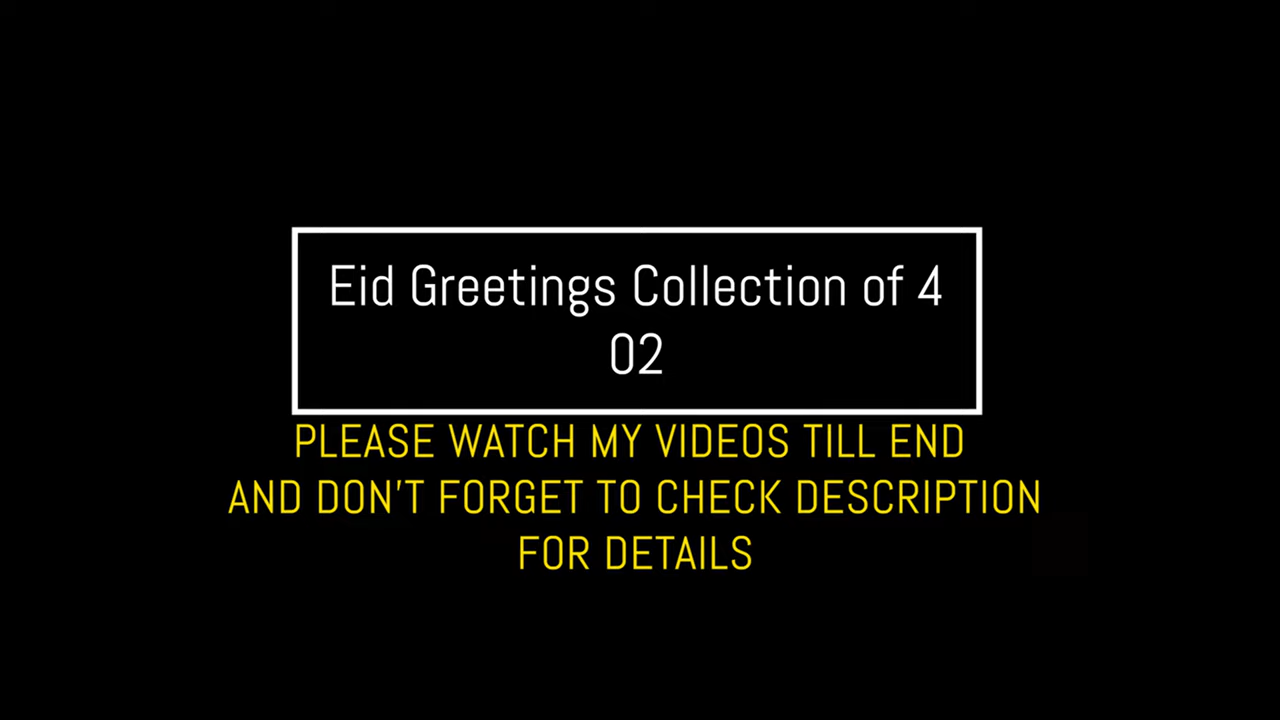 Eid Greetings Collection of 4
02
PLEASE WATCH MY VIDEOS TILL END
AND DON'T FORGET TO CHECK DESCRIPTION
FOR DETAILS